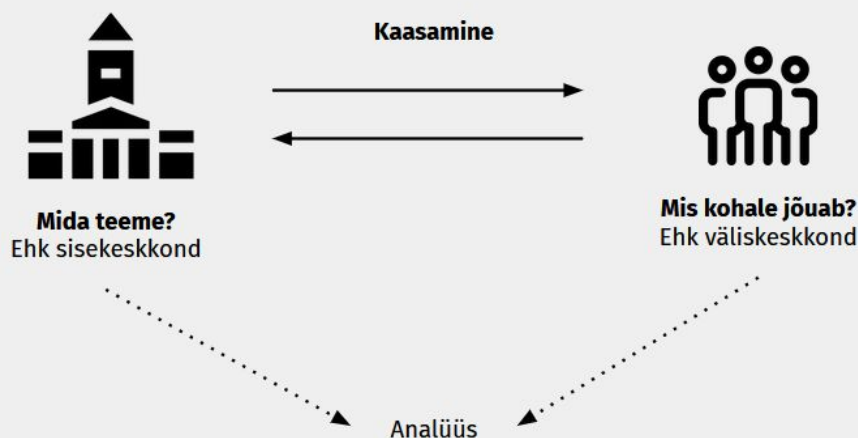 Kaasamine
Mida teeme?
Ehk sisekeskkond
Mis kohale jõuab?
Ehk väliskeskkond
Analüüs